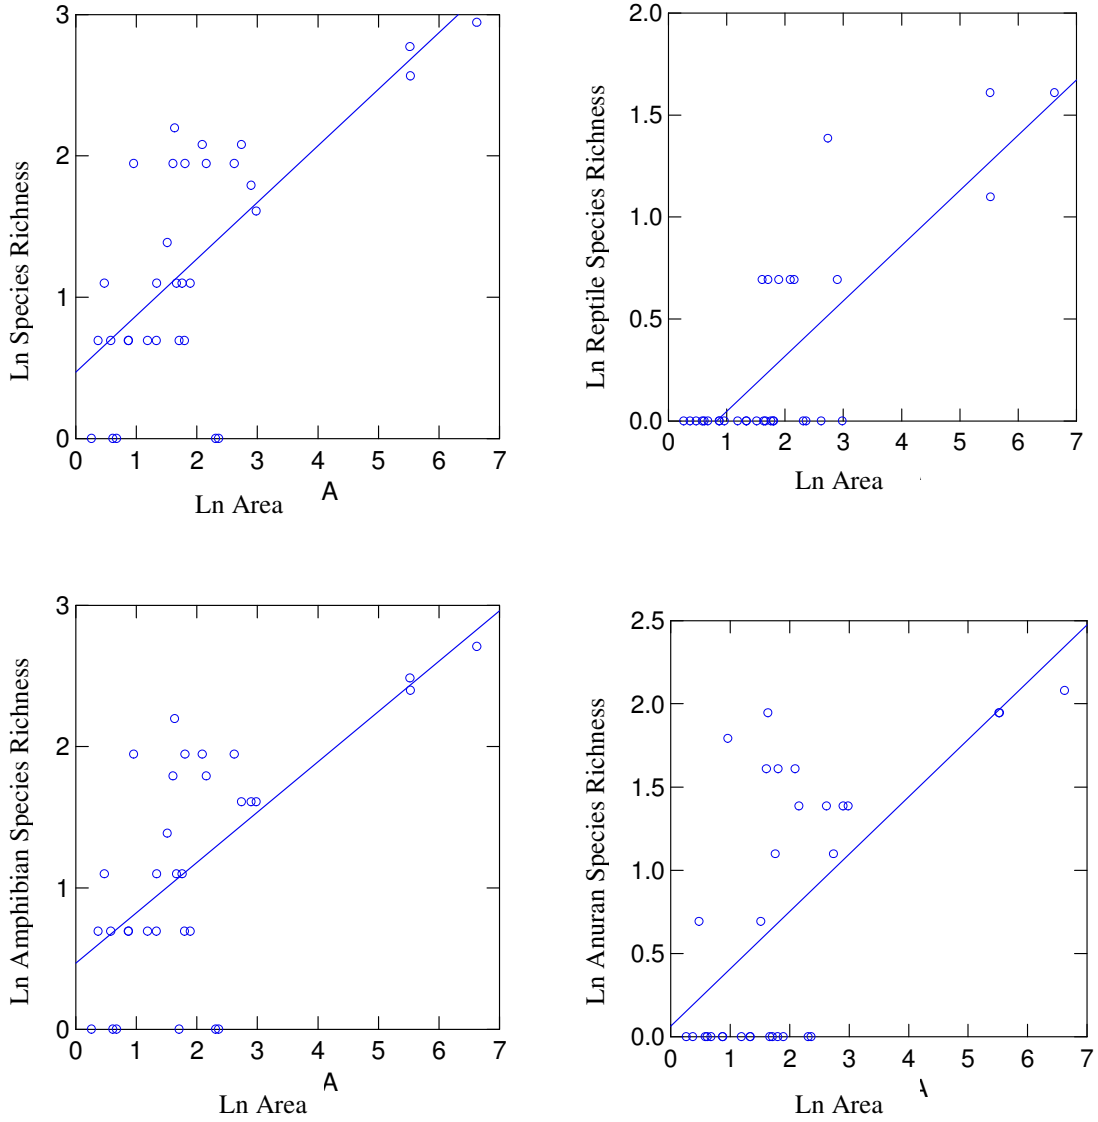 3
2
1
0
0 1 2 3 4 5 6 7
Ln Species Richness
A
Ln Area
2.0
1.5
1.0
0.5
0.0
0 1 2 3 4 5 6 7
Ln Reptile Species Richness
Ln Area
3
2
1
0
0 1 2 3 4 5 6 7
Ln Amphibian Species Richness
A
Ln Area
2.5
2.0
1.5
1.0
0.5
0.0
0 1 2 3 4 5 6 7
Ln Anuran Species Richness
Ln Area